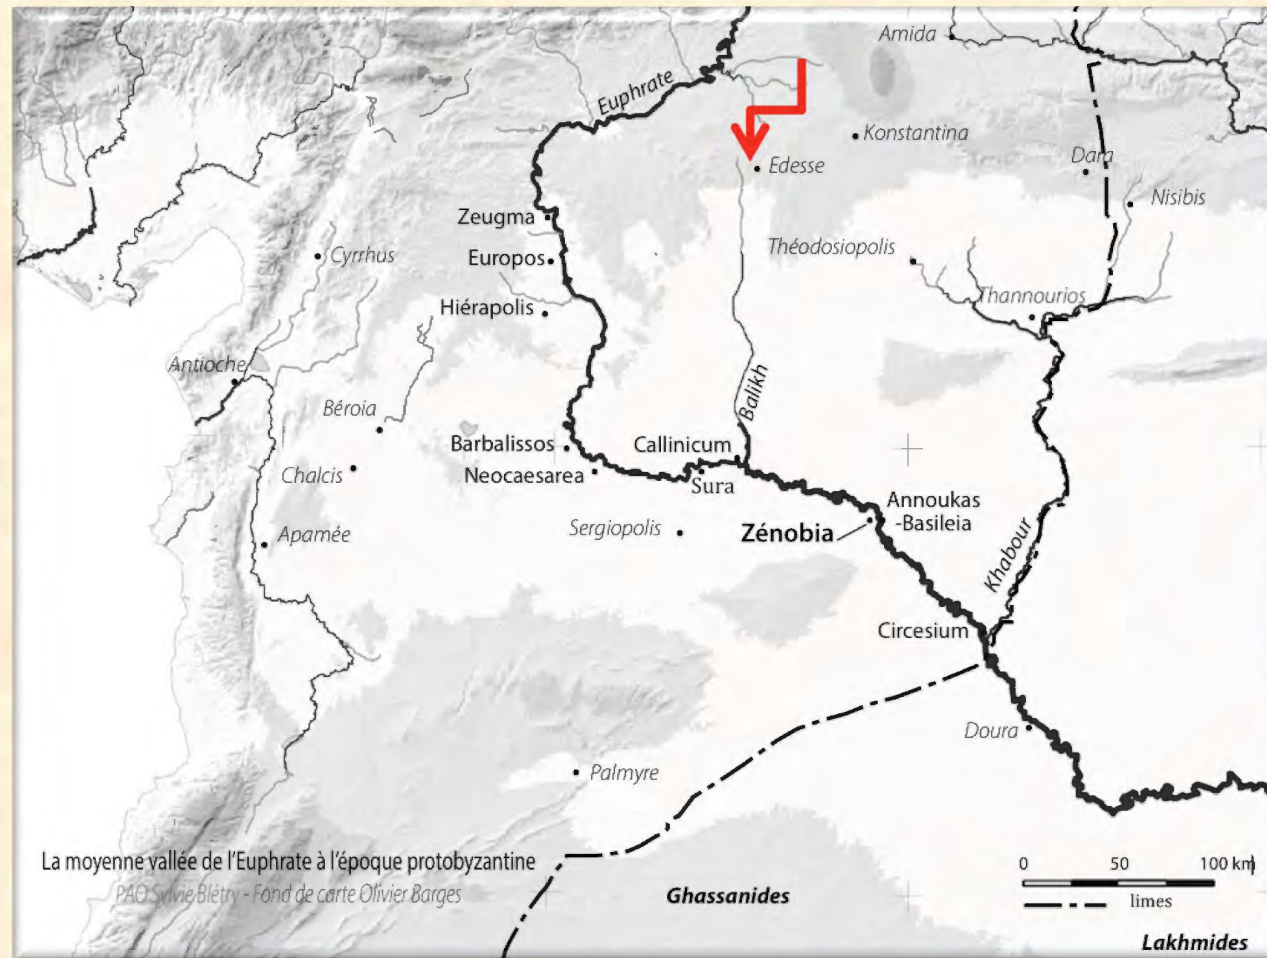 Amida
Euphrate
Konstantina
Edesse
Dara
Nisibis
Zeugma
Cyrrhus
Europos
Théodosiopolis
Thannourios
Hiérapolis
Antioche
Béroia
Balikh
Barbalissos
Callinicum
Chalcis
Neocaesarea
Sura
Annoukas
-Basileia
Sergiopolis
Zénobia
Apamée
Khabour
Circesium
Doura
Palmyre
La moyenne vallée de l'Euphrate à l'époque protobyzantine
PAO Sylvie Blétry - Fond de carte Olivier Barges
Ghassanides
0 50 100 km
limes
Lakhmides